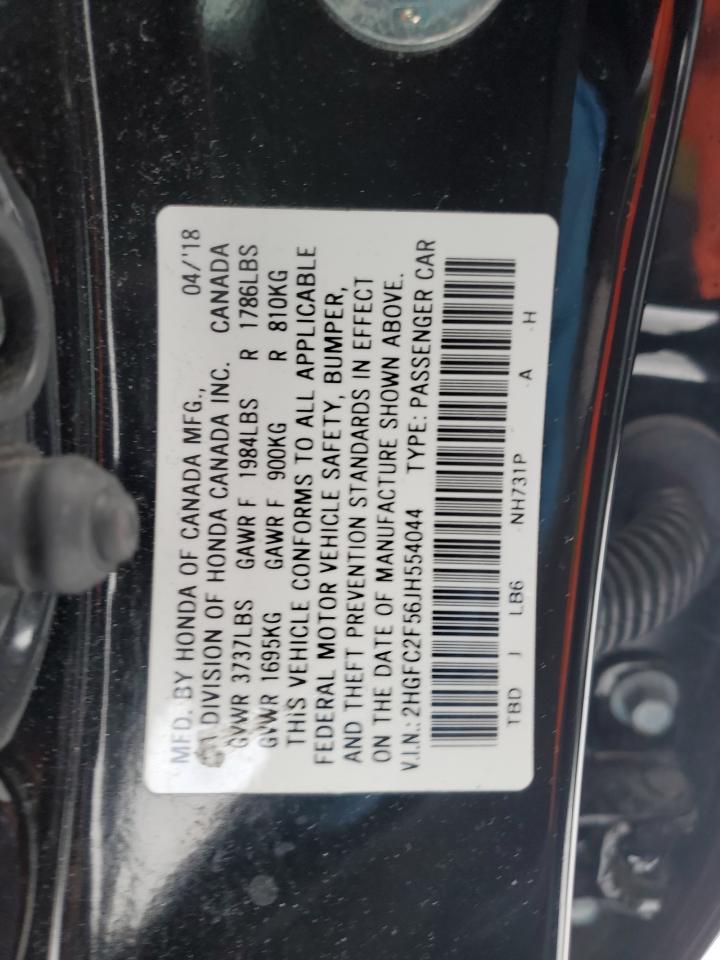 MFD. BY HONDA OF CANADA MFG., 04/'18
A DIVISION OF HONDA CANADA INC. CANADA
GVWR 3737LBS GAWR F 1984LBS R 1786LBS
GVWR 1695KG GAWR F 900KG R 810KG
THIS VEHICLE CONFORMS TO ALL APPLICABLE
FEDERAL MOTOR VEHICLE SAFETY, BUMPER,
AND THEFT PREVENTION STANDARDS IN EFFECT
ON THE DATE OF MANUFACTURE SHOWN ABOVE.
V.I.N.: 2HGFC2F56JH554044 TYPE: PASSENGER CAR
TBD J LB6 NH731P A H